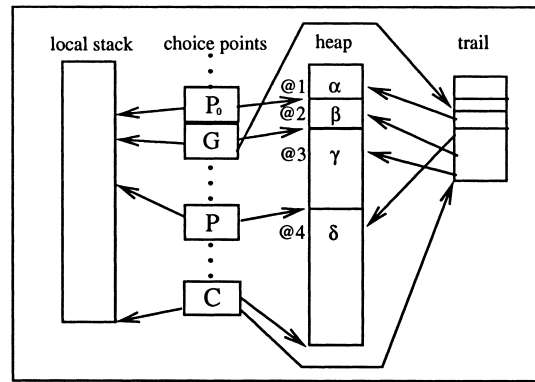 local stack
choice points
heap
trail
P₀
G
P
C
@1
@2
@3
@4
α
β
γ
δ